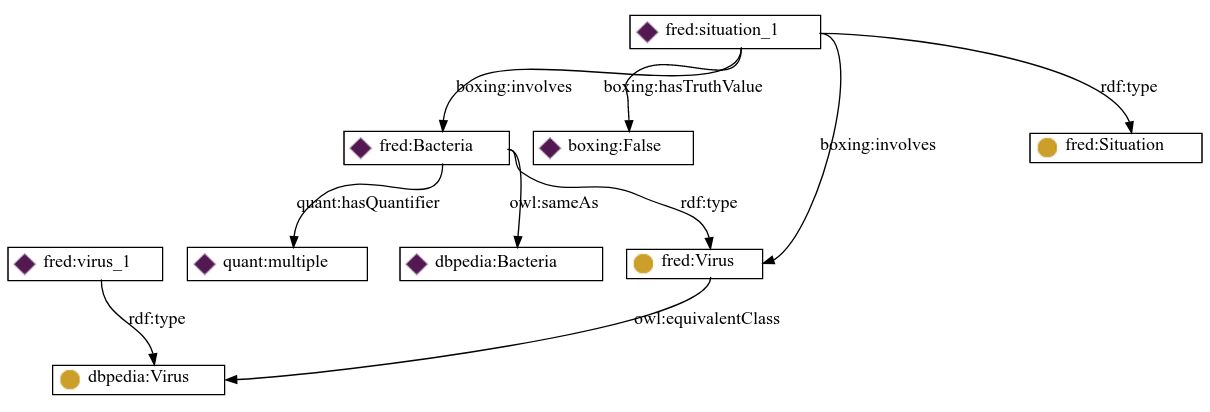 fred:situation_1
boxing:involves
boxing:hasTruthValue
rdf:type
fred:Bacteria
boxing:False
boxing:involves
fred:Situation
quant:hasQuantifier
owl:sameAs
rdf:type
fred:virus_1
quant:multiple
dbpedia:Bacteria
fred:Virus
rdf:type
owl:equivalentClass
dbpedia:Virus